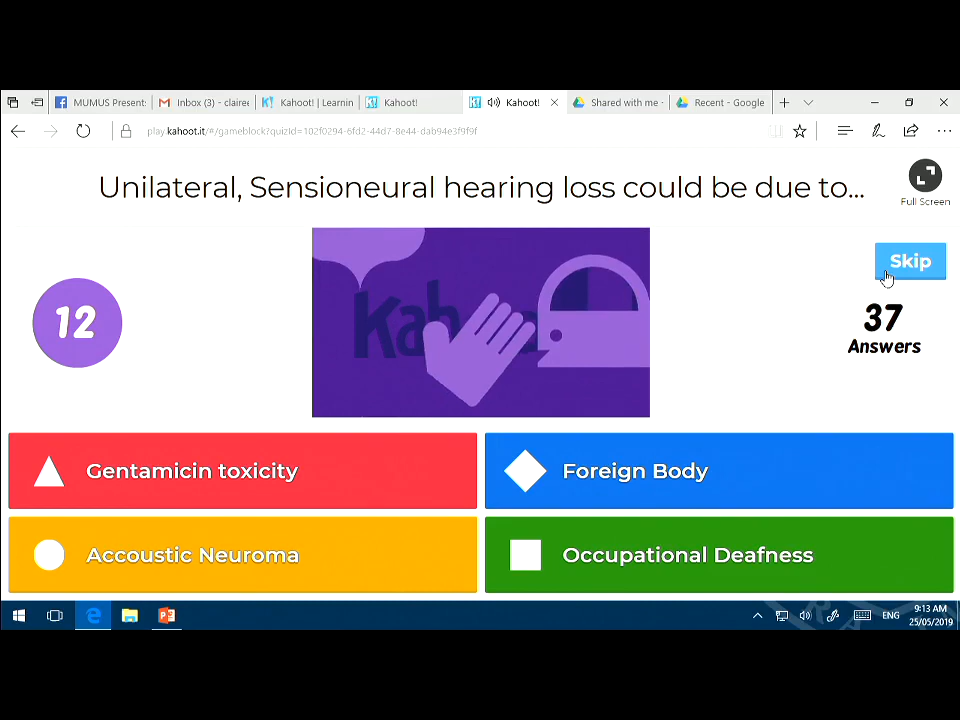 MUMUS Present:
Inbox (3) - clairee
Kahoot! | Learnin
Kahoot!
Kahoot!
Shared with me -
Recent - Google
play.kahoot.it/#/gameblock?quizId=102f0294-6fd2-44d7-8e44-dab94e3f9f9f
Unilateral, Sensioneural hearing loss could be due to...
Full Screen
Skip
12
Kahoot!
37
Answers
Gentamicin toxicity
Foreign Body
Accoustic Neuroma
Occupational Deafness
ENG
9:13 AM
25/05/2019